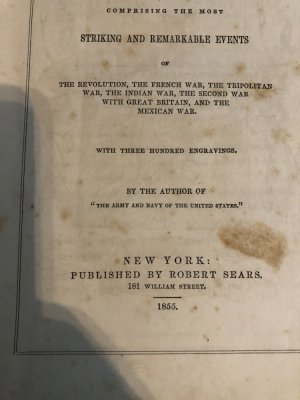 COMPRISING THE MOST
STRIKING AND REMARKABLE EVENTS
OF
THE REVOLUTION, THE FRENCH WAR, THE TRIPOLITAN
WAR, THE INDIAN WAR, THE SECOND WAR
WITH GREAT BRITAIN, AND THE
MEXICAN WAR.
WITH THREE HUNDRED ENGRAVINGS.
BY THE AUTHOR OF
"THE ARMY AND NAVY OF THE UNITED STATES."
NEW YORK:
PUBLISHED BY ROBERT SEARS,
181 WILLIAM STREET.
1855.